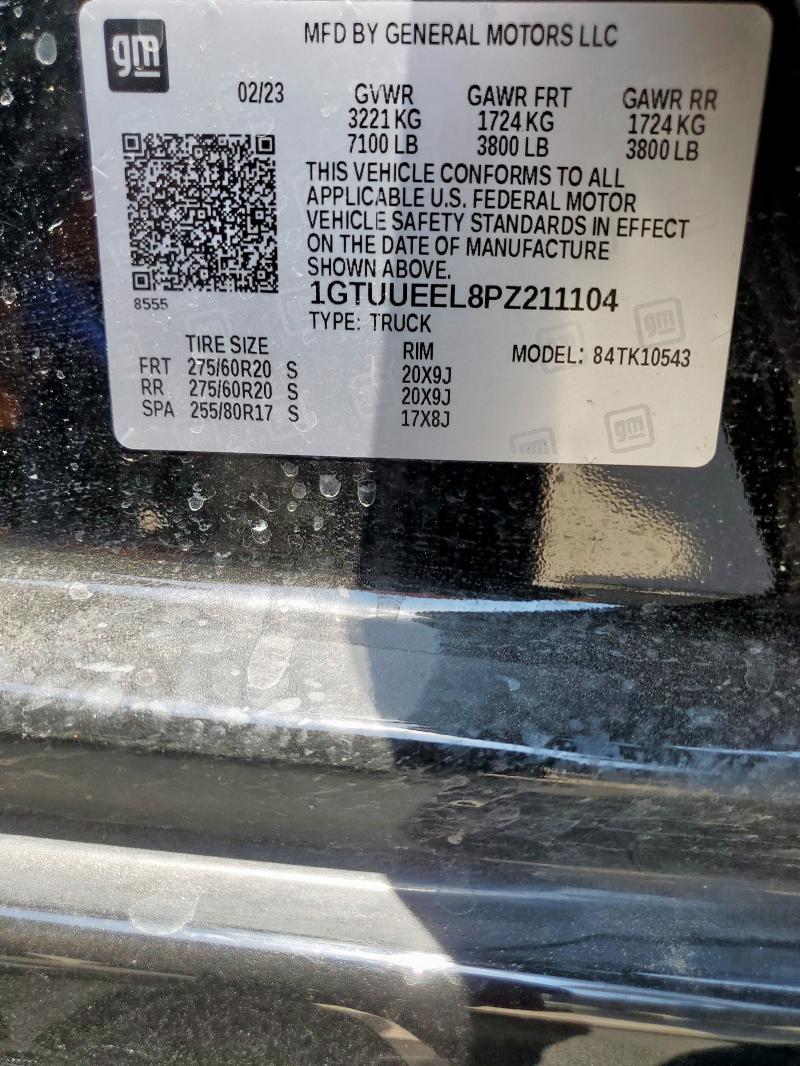 gm
MFD BY GENERAL MOTORS LLC
02/23 GVWR GAWR FRT GAWR RR
3221 KG 1724 KG 1724 KG
7100 LB 3800 LB 3800 LB
THIS VEHICLE CONFORMS TO ALL
APPLICABLE U.S. FEDERAL MOTOR
VEHICLE SAFETY STANDARDS IN EFFECT
ON THE DATE OF MANUFACTURE
SHOWN ABOVE.
8555
1GTUUEEL8PZ211104
TYPE: TRUCK
TIRE SIZE RIM MODEL: 84TK10543
FRT 275/60R20 S 20X9J
RR 275/60R20 S 20X9J
SPA 255/80R17 S 17X8J
gm
gm